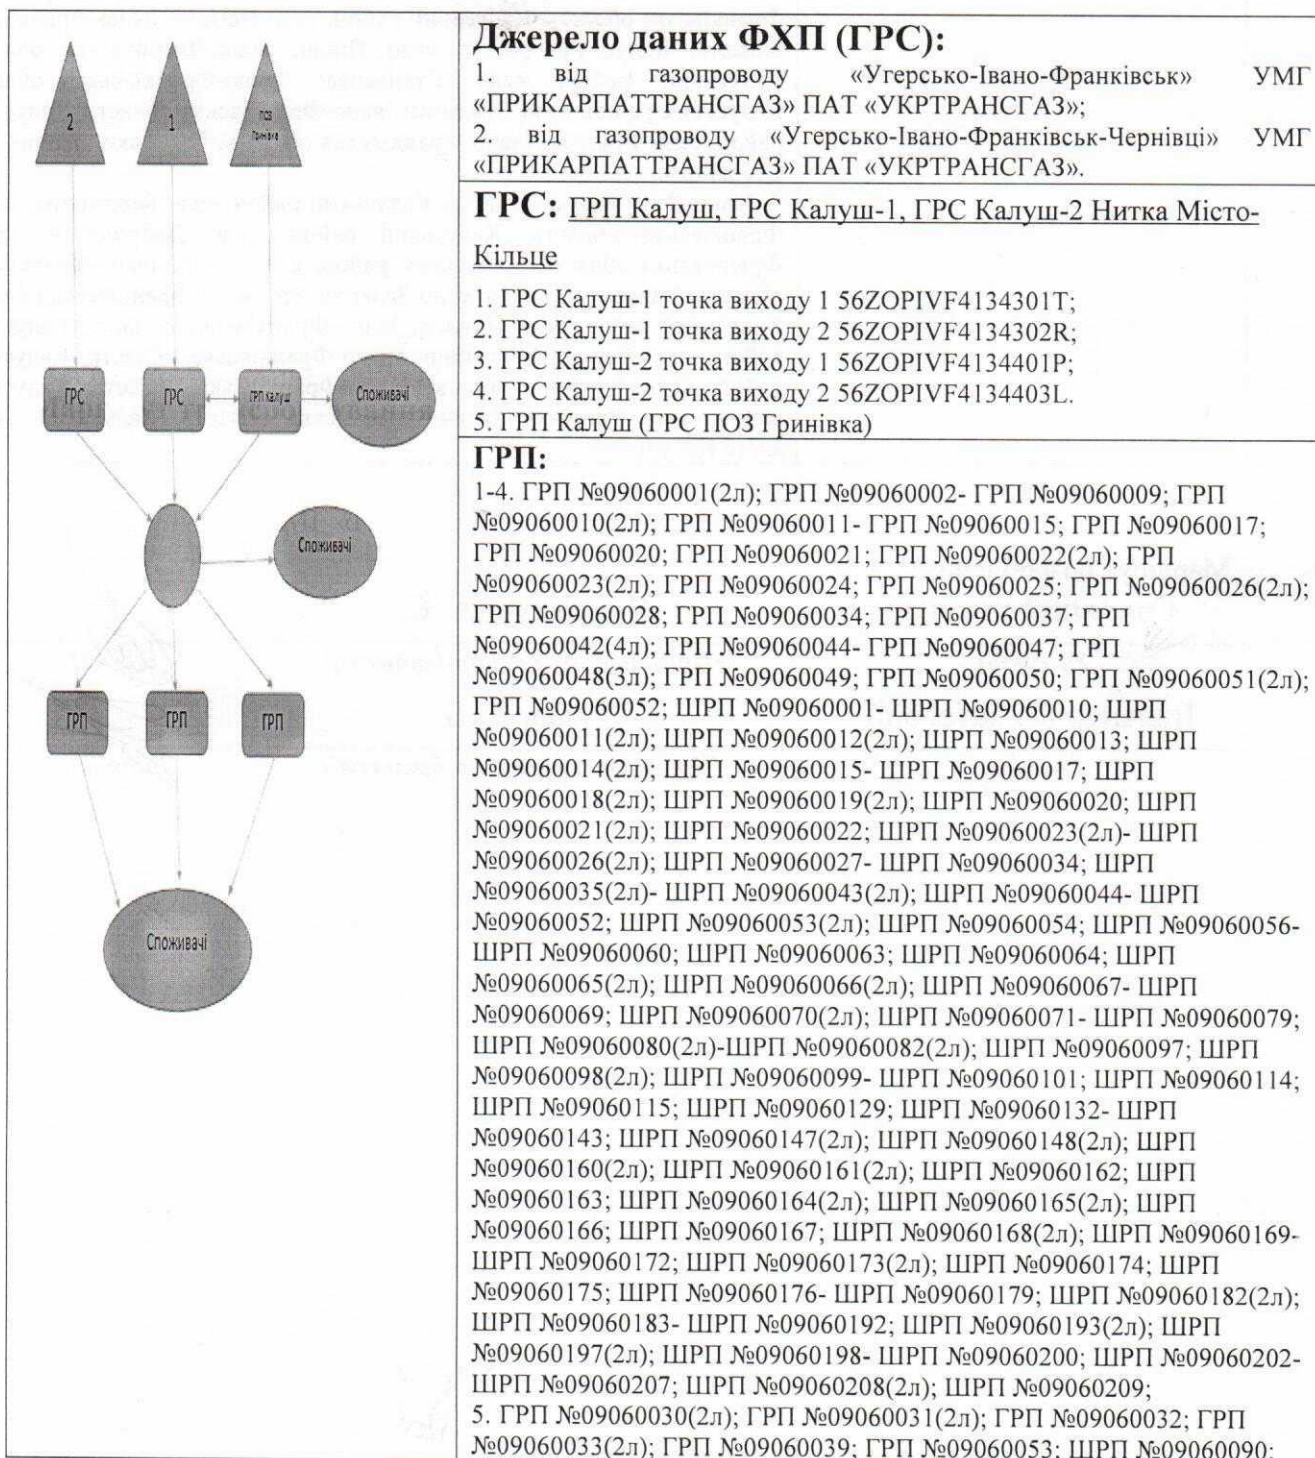 2
1
ПОЗ
Гринівка
ГРС
ГРС
ГРП Калуш
Споживачі
Споживачі
ГРП
ГРП
ГРП
Споживачі
Джерело даних ФХП (ГРС):
1. від газопроводу «Угерсько-Івано-Франківськ» УМГ
«ПРИКАРПАТТРАНСГАЗ» ПАТ «УКРТРАНСГАЗ»;
2. від газопроводу «Угерсько-Івано-Франківськ-Чернівці» УМГ
«ПРИКАРПАТТРАНСГАЗ» ПАТ «УКРТРАНСГАЗ».
ГРС: ГРП Калуш, ГРС Калуш-1, ГРС Калуш-2 Нитка Місто-
Кільце
1. ГРС Калуш-1 точка виходу 1 56ZOPIVF4134301T;
2. ГРС Калуш-1 точка виходу 2 56ZOPIVF4134302R;
3. ГРС Калуш-2 точка виходу 1 56ZOPIVF4134401P;
4. ГРС Калуш-2 точка виходу 2 56ZOPIVF4134403L.
5. ГРП Калуш (ГРС ПОЗ Гринівка)
ГРП:
1-4. ГРП №09060001(2л); ГРП №09060002- ГРП №09060009; ГРП
№09060010(2л); ГРП №09060011- ГРП №09060015; ГРП №09060017;
ГРП №09060020; ГРП №09060021; ГРП №09060022(2л); ГРП
№09060023(2л); ГРП №09060024; ГРП №09060025; ГРП №09060026(2л);
ГРП №09060028; ГРП №09060034; ГРП №09060037; ГРП
№09060042(4л); ГРП №09060044- ГРП №09060047; ГРП
№09060048(3л); ГРП №09060049; ГРП №09060050; ГРП №09060051(2л);
ГРП №09060052; ШРП №09060001- ШРП №09060010; ШРП
№09060011(2л); ШРП №09060012(2л); ШРП №09060013; ШРП
№09060014(2л); ШРП №09060015- ШРП №09060017; ШРП
№09060018(2л); ШРП №09060019(2л); ШРП №09060020; ШРП
№09060021(2л); ШРП №09060022; ШРП №09060023(2л)- ШРП
№09060026(2л); ШРП №09060027- ШРП №09060034; ШРП
№09060035(2л)- ШРП №09060043(2л); ШРП №09060044- ШРП
№09060052; ШРП №09060053(2л); ШРП №09060054; ШРП №09060056-
ШРП №09060060; ШРП №09060063; ШРП №09060064; ШРП
№09060065(2л); ШРП №09060066(2л); ШРП №09060067- ШРП
№09060069; ШРП №09060070(2л); ШРП №09060071- ШРП №09060079;
ШРП №09060080(2л)-ШРП №09060082(2л); ШРП №09060097; ШРП
№09060098(2л); ШРП №09060099- ШРП №09060101; ШРП №09060114;
ШРП №09060115; ШРП №09060129; ШРП №09060132- ШРП
№09060143; ШРП №09060147(2л); ШРП №09060148(2л); ШРП
№09060160(2л); ШРП №09060161(2л); ШРП №09060162; ШРП
№09060163; ШРП №09060164(2л); ШРП №09060165(2л); ШРП
№09060166; ШРП №09060167; ШРП №09060168(2л); ШРП №09060169-
ШРП №09060172; ШРП №09060173(2л); ШРП №09060174; ШРП
№09060175; ШРП №09060176- ШРП №09060179; ШРП №09060182(2л);
ШРП №09060183- ШРП №09060192; ШРП №09060193(2л); ШРП
№09060197(2л); ШРП №09060198- ШРП №09060200; ШРП №09060202-
ШРП №09060207; ШРП №09060208(2л); ШРП №09060209;
5. ГРП №09060030(2л); ГРП №09060031(2л); ГРП №09060032; ГРП
№09060033(2л); ГРП №09060039; ГРП №09060053; ШРП №09060090;